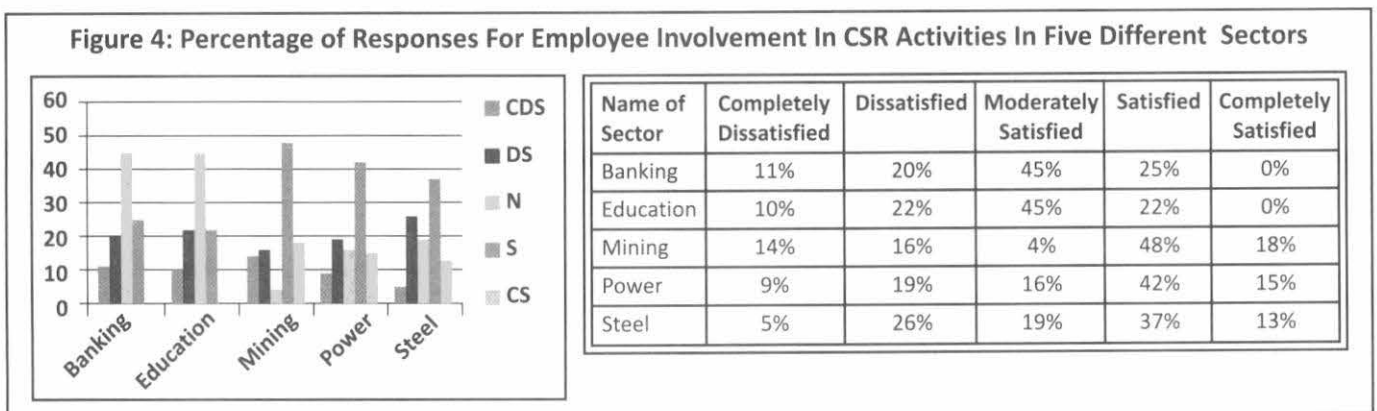 Figure 4: Percentage of Responses For Employee Involvement In CSR Activities In Five Different Sectors
60
50
40
30
20
10
0
Banking
Education
Mining
Power
Steel
CDS
DS
N
S
CS
Name of Sector Completely Dissatisfied Dissatisfied Moderately Satisfied Satisfied Completely Satisfied
Banking 11% 20% 45% 25% 0%
Education 10% 22% 45% 22% 0%
Mining 14% 16% 4% 48% 18%
Power 9% 19% 16% 42% 15%
Steel 5% 26% 19% 37% 13%